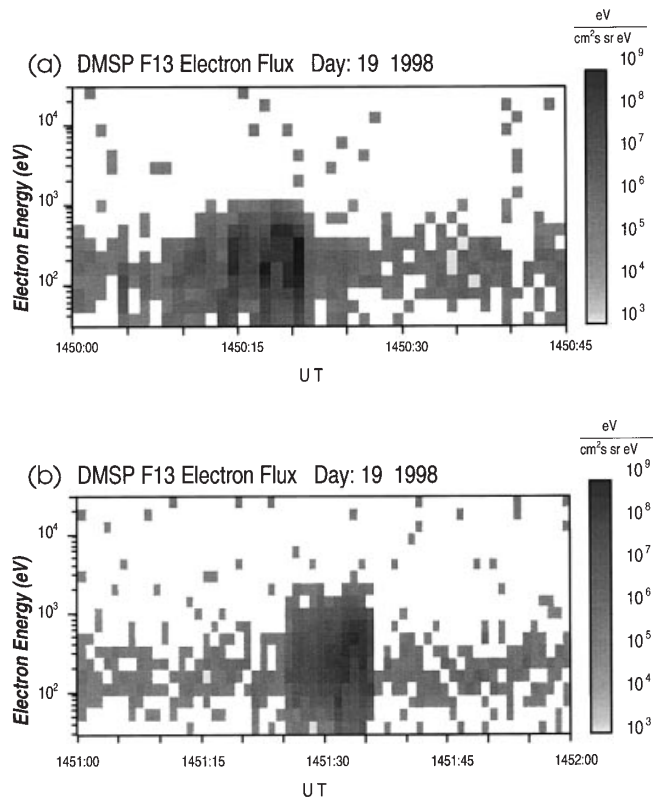 eV
cm²s sr eV
(a) DMSP F13 Electron Flux Day: 19 1998
10⁹
10⁸
10⁷
10⁶
10⁵
10⁴
10³
Electron Energy (eV)
10⁴
10³
10²
1450:00 1450:15 1450:30 1450:45
U T
eV
cm²s sr eV
(b) DMSP F13 Electron Flux Day: 19 1998
10⁹
10⁸
10⁷
10⁶
10⁵
10⁴
10³
Electron Energy (eV)
10⁴
10³
10²
1451:00 1451:15 1451:30 1451:45 1452:00
U T